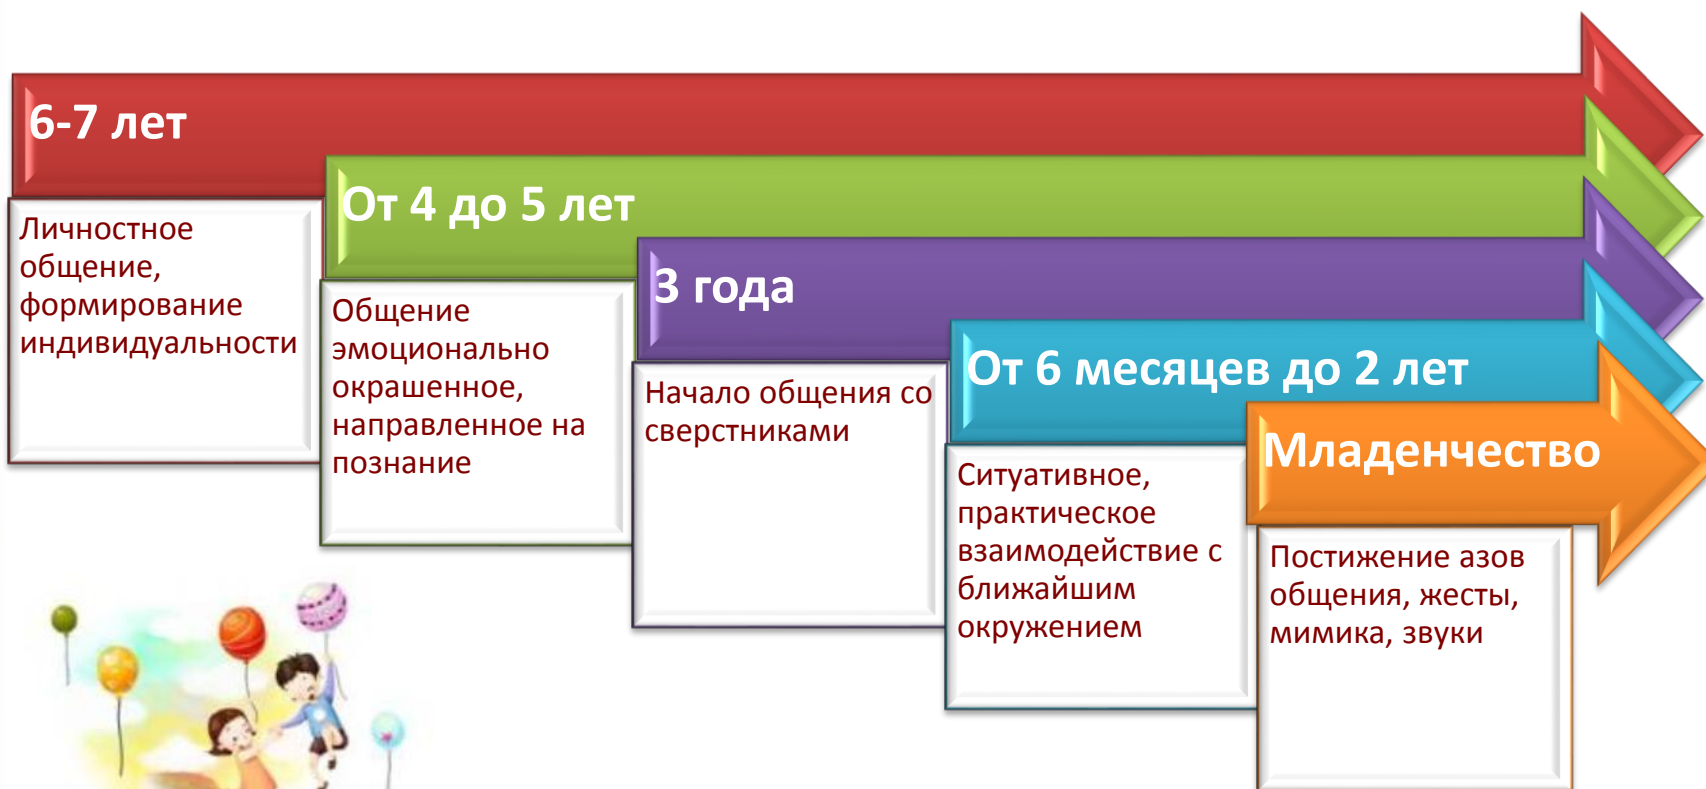 6-7 лет
Личностное
общение,
формирование
индивидуальности
От 4 до 5 лет
Общение
эмоционально
окрашенное,
направленное на
познание
3 года
Начало общения со
сверстниками
От 6 месяцев до 2 лет
Ситуативное,
практическое
взаимодействие с
ближайшим
окружением
Младенчество
Постижение азов
общения, жесты,
мимика, звуки